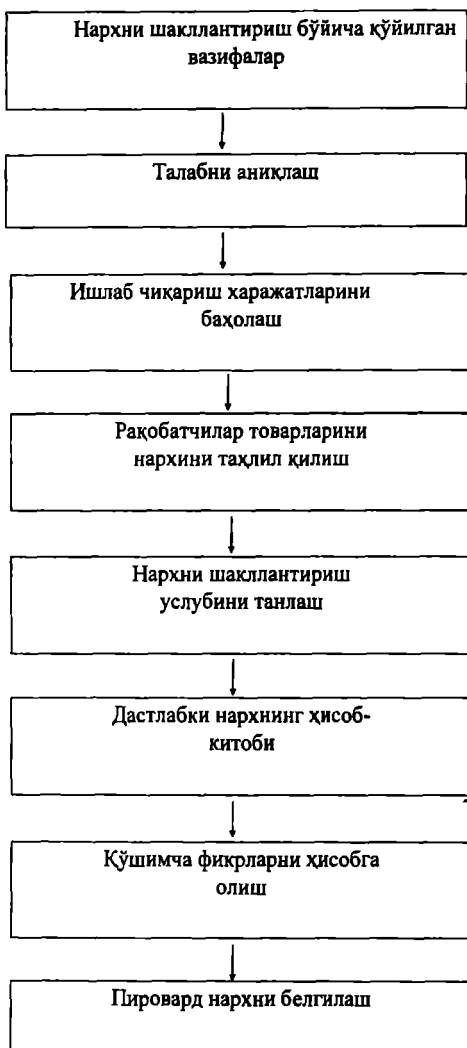 Нархни шакллантириш бўйича қўйилган
вазифалар
Талабни аниқлаш
Ишлаб чиқариш харажатларини
баҳолаш
Рақобатчилар товарларини
нархини таҳлил қилиш
Нархни шакллантириш
услубини танлаш
Дастлабки нархнинг ҳисоб-
китоби
Қўшимча фикрларни ҳисобга
олиш
Пировард нархни белгилаш